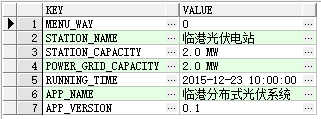 KEY VALUE
1 MENU_WAY ... 0 ...
2 STATION_NAME ... 临港光伏电站 ...
3 STATION_CAPACITY ... 2.0 MW ...
4 POWER_GRID_CAPACITY ... 2.0 MW ...
5 RUNNING_TIME ... 2015-12-23 10:00:00 ...
6 APP_NAME ... 临港分布式光伏系统 ...
7 APP_VERSION ... 0.1 ...